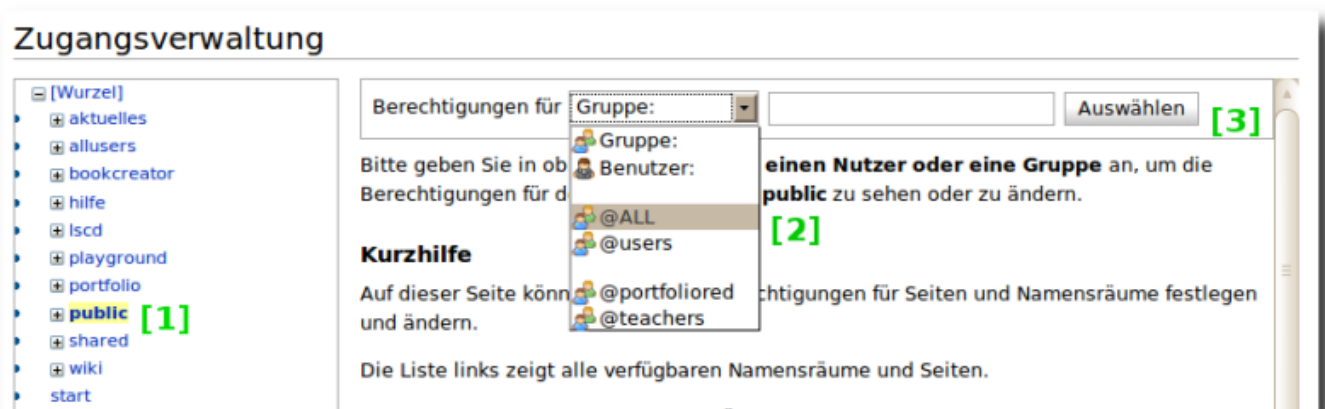 Zugangsverwaltung
[Wurzel]
aktuelles
allusers
bookcreator
hilfe
lscd
playground
portfolio
public [1]
shared
wiki
start
Berechtigungen für Gruppe: Auswählen [3]
Gruppe:
Benutzer:
@ALL
@users
@portfoliored
@teachers
[2]
Bitte geben Sie in ob einen Nutzer oder eine Gruppe an, um die
Berechtigungen für d public zu sehen oder zu ändern.
Kurzhilfe
Auf dieser Seite könn chtigungen für Seiten und Namensräume festlegen
und ändern.
Die Liste links zeigt alle verfügbaren Namensräume und Seiten.